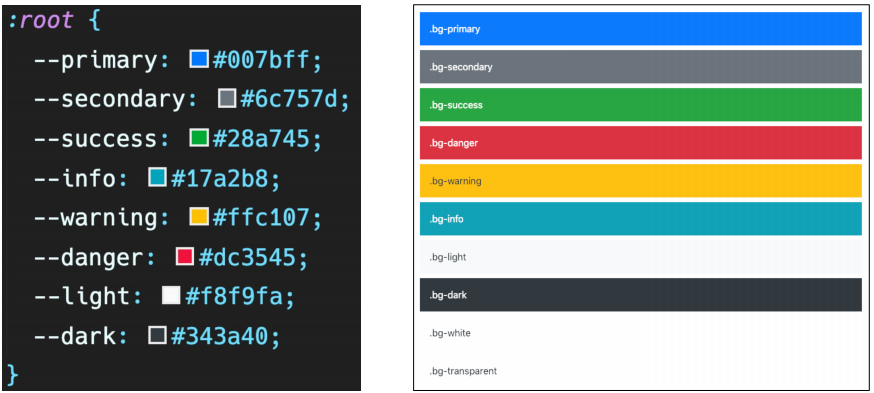 :root {
--primary: #007bff;
--secondary: #6c757d;
--success: #28a745;
--info: #17a2b8;
--warning: #ffc107;
--danger: #dc3545;
--light: #f8f9fa;
--dark: #343a40;
}
.bg-primary
.bg-secondary
.bg-success
.bg-danger
.bg-warning
.bg-info
.bg-light
.bg-dark
.bg-white
.bg-transparent